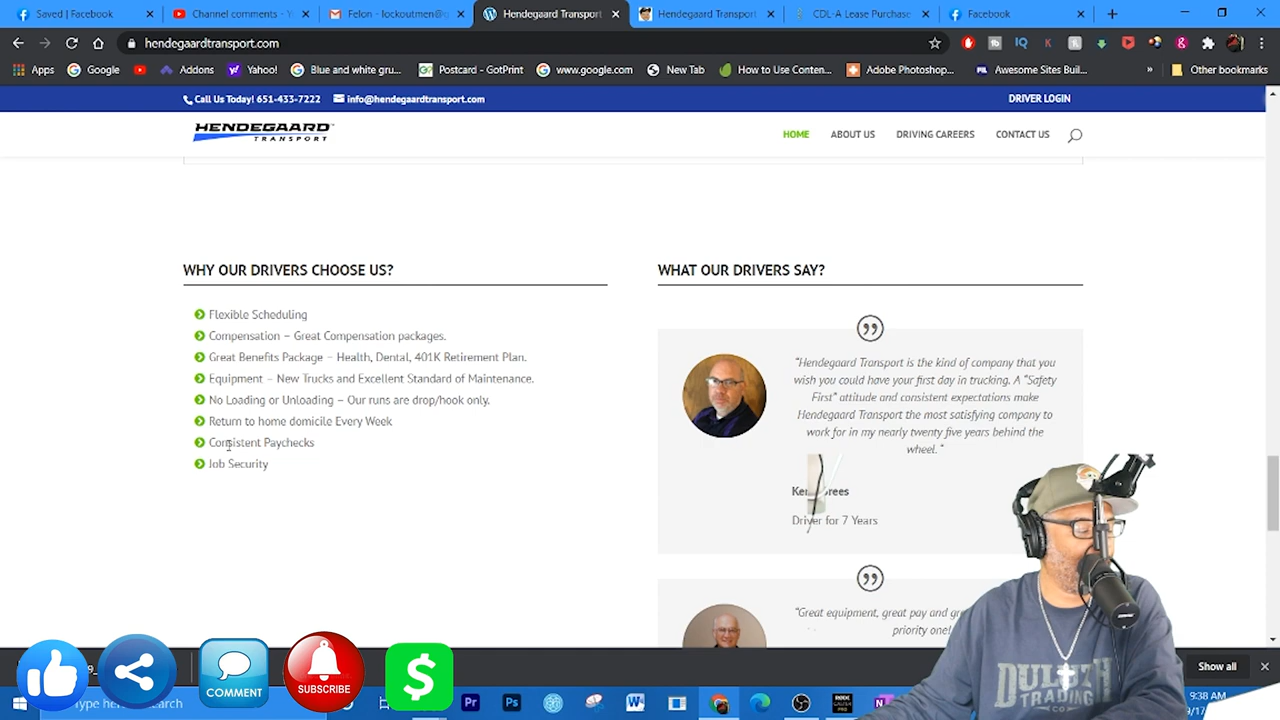 Saved | Facebook
Channel comments - Y
Felon - lockoutmen@
Hendegaard Transport
Hendegaard Transport
CDL-A Lease Purchase
Facebook
hendegaardtransport.com
Apps
Google
Addons
Yahoo!
Blue and white gru...
Postcard - GotPrint
www.google.com
New Tab
How to Use Conten...
Adobe Photoshop...
Awesome Sites Buil...
Other bookmarks
Call Us Today! 651-433-7222
info@hendegaardtransport.com
DRIVER LOGIN
HENDEGAARD
TRANSPORT
HOME
ABOUT US
DRIVING CAREERS
CONTACT US
WHY OUR DRIVERS CHOOSE US?
Flexible Scheduling
Compensation – Great Compensation packages.
Great Benefits Package – Health, Dental, 401K Retirement Plan.
Equipment – New Trucks and Excellent Standard of Maintenance.
No Loading or Unloading – Our runs are drop/hook only.
Return to home domicile Every Week
Consistent Paychecks
Job Security
WHAT OUR DRIVERS SAY?
"Hendegaard Transport is the kind of company that you
wish you could have your first day in trucking. A "Safety
First" attitude and consistent expectations make
Hendegaard Transport the most satisfying company to
work for in my nearly twenty five years behind the
wheel. "
Driver for 7 Years
"Great equipment, great pay and
priority one!
DULUTH
TRADING
COMMENT
SUBSCRIBE
$
Show all
Type here to search
9:38 AM